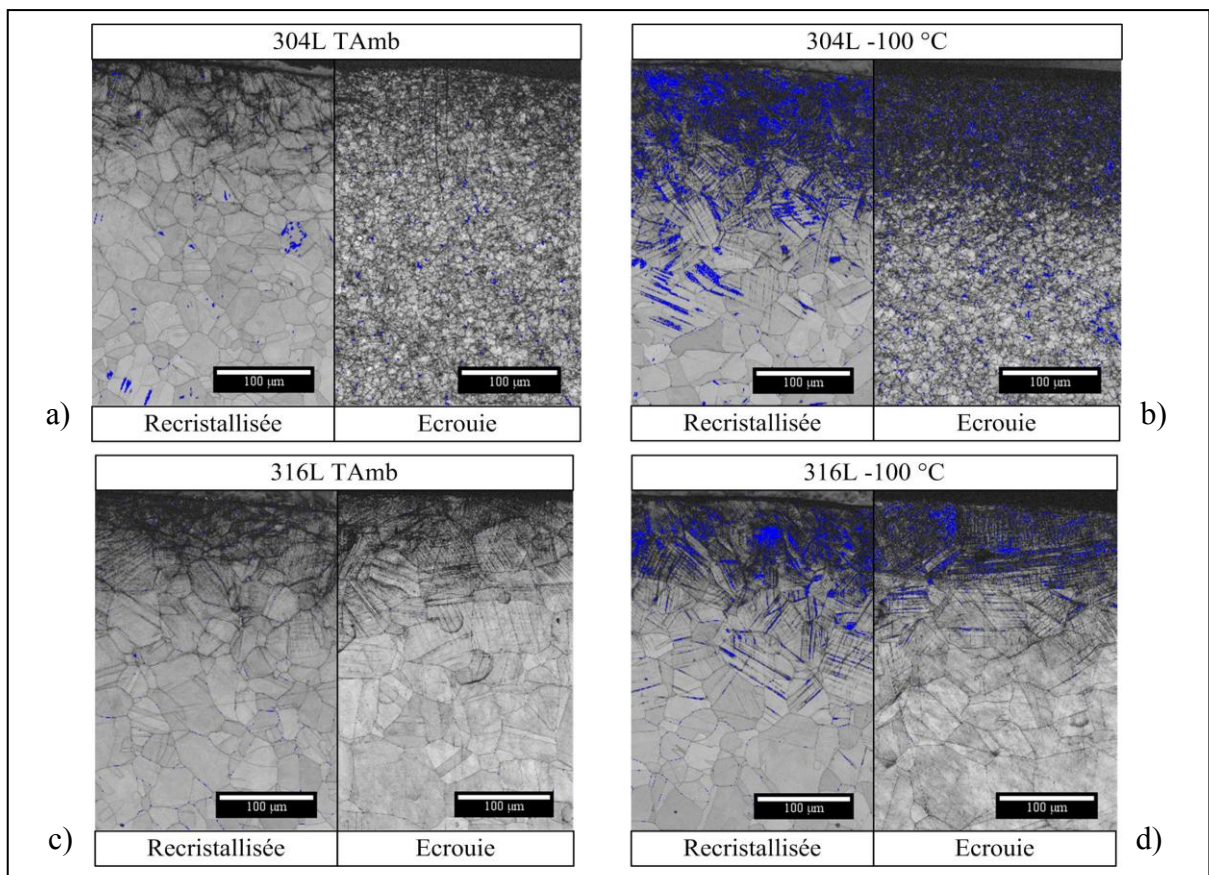 304L TAmb
304L -100 °C
100 µm
100 µm
100 µm
100 µm
a)
Recristallisée
Ecrouie
Recristallisée
Ecrouie
b)
316L TAmb
316L -100 °C
100 µm
100 µm
100 µm
100 µm
c)
Recristallisée
Ecrouie
Recristallisée
Ecrouie
d)